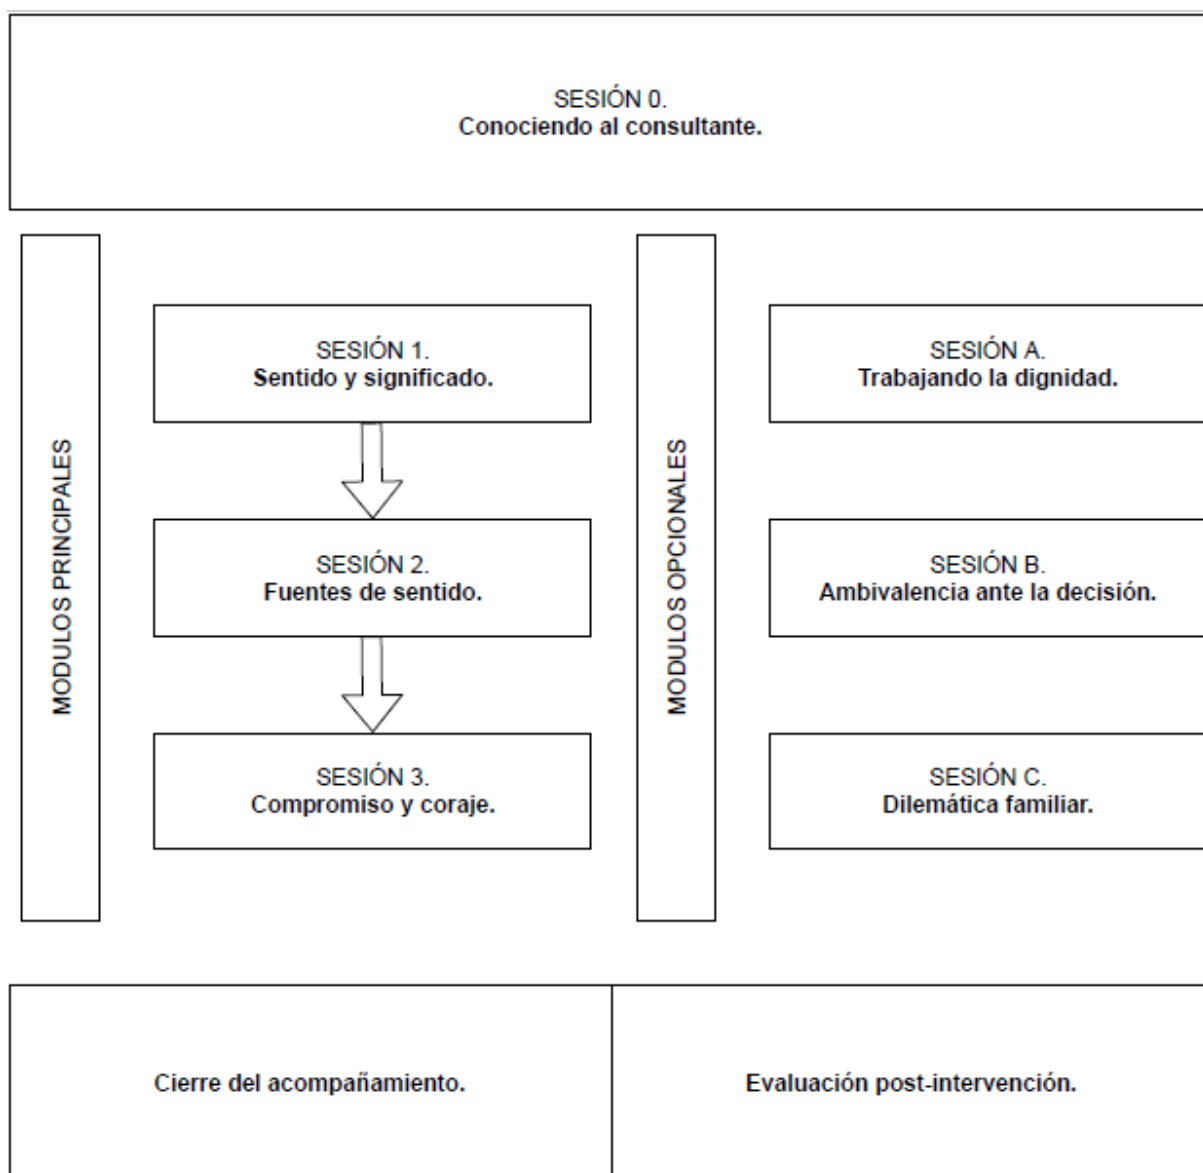 SESIÓN 0.
Conociendo al consultante.
MODULOS PRINCIPALES
SESIÓN 1.
Sentido y significado.
SESIÓN 2.
Fuentes de sentido.
SESIÓN 3.
Compromiso y coraje.
MODULOS OPCIONALES
SESIÓN A.
Trabajando la dignidad.
SESIÓN B.
Ambivalencia ante la decisión.
SESIÓN C.
Dilemática familiar.
Cierre del acompañamiento.
Evaluación post-intervención.